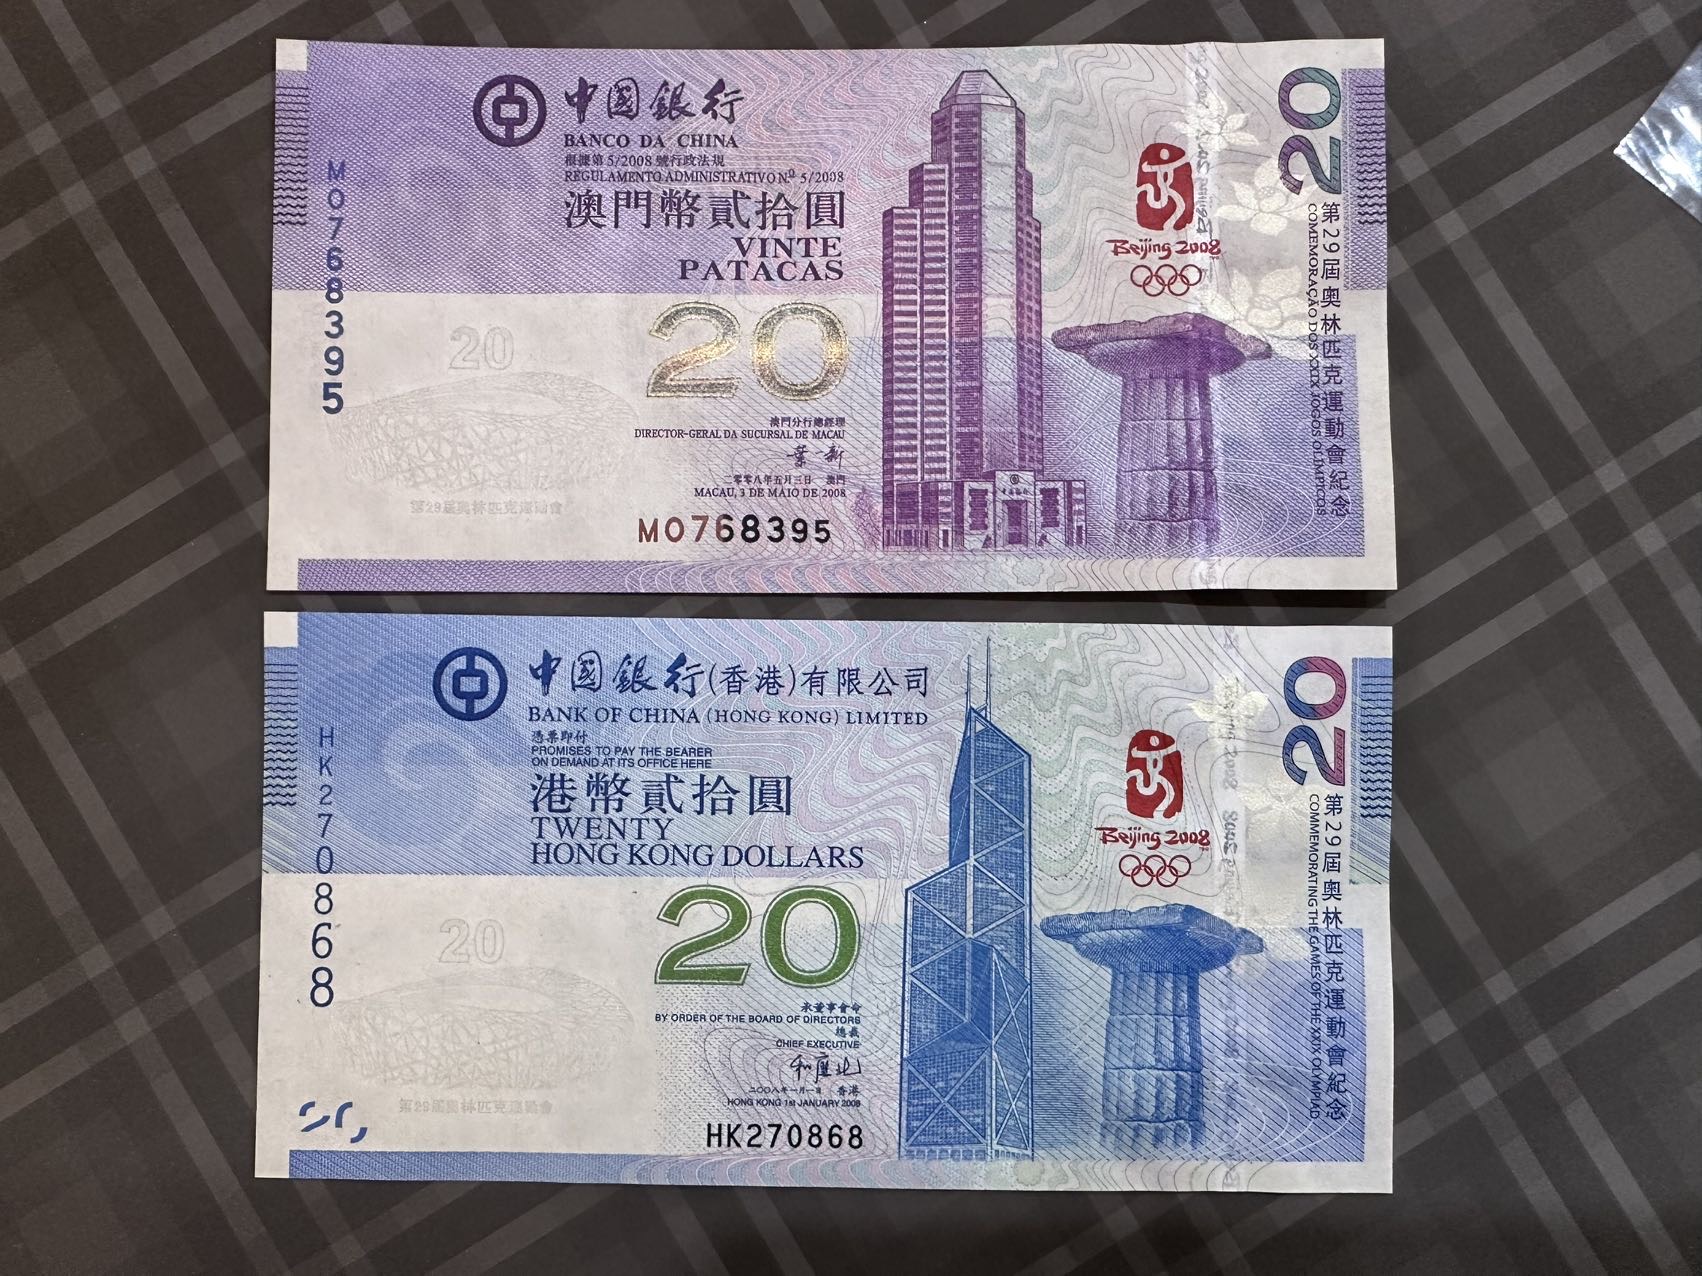 中國銀行
BANCO DA CHINA
根據第5/2008號行政法規
REGULAMENTO ADMINISTRATIVO N.º 5/2008
澳門幣貳拾圓
VINTE
PATACAS
20
20
澳門分行總經理
DIRECTOR-GERAL DA SUCURSAL DE MACAU
葉新
二零零八年五月三日 澳門
MACAU, 3 DE MAIO DE 2008
MO768395
MO768395
第29屆奧林匹克運動會
中國銀行
Beijing 2008
20
第29屆奧林匹克運動會紀念
COMEMORAÇÃO DOS XXIX JOGOS OLÍMPICOS
中國銀行(香港)有限公司
BANK OF CHINA (HONG KONG) LIMITED
憑票即付
PROMISES TO PAY THE BEARER
ON DEMAND AT ITS OFFICE HERE
港幣貳拾圓
TWENTY
HONG KONG DOLLARS
20
20
承董事會命
BY ORDER OF THE BOARD OF DIRECTORS
總裁
CHIEF EXECUTIVE
和廣北
二〇〇八年一月一日 香港
HONG KONG 1st JANUARY 2008
HK270868
HK270868
第29屆奧林匹克運動會
Beijing 2008
20
第29屆奧林匹克運動會紀念
COMMEMORATING THE GAMES OF THE XXIX OLYMPIAD